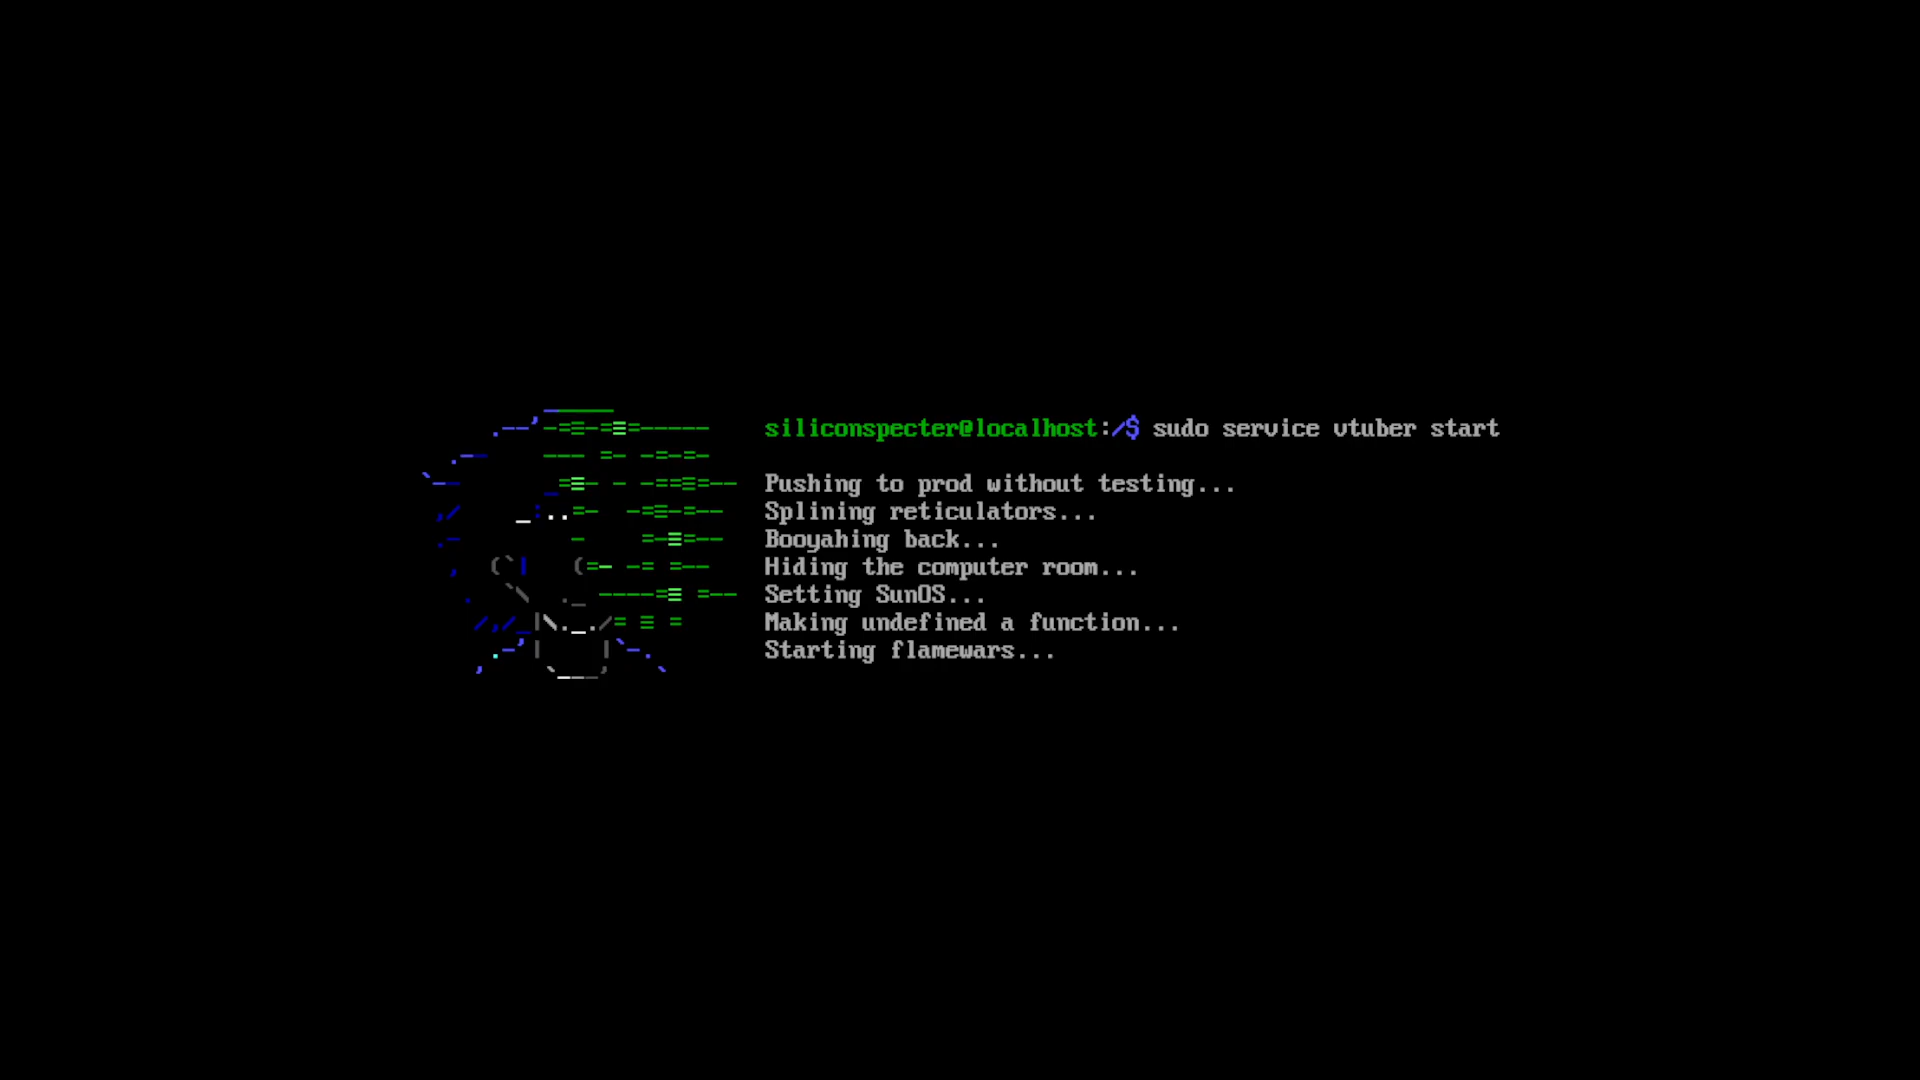 siliconspecter@localhost:/$ sudo service vtuber start
Pushing to prod without testing...
Splining reticulators...
Booyahing back...
Hiding the computer room...
Setting SunOS...
Making undefined a function...
Starting flamewars...